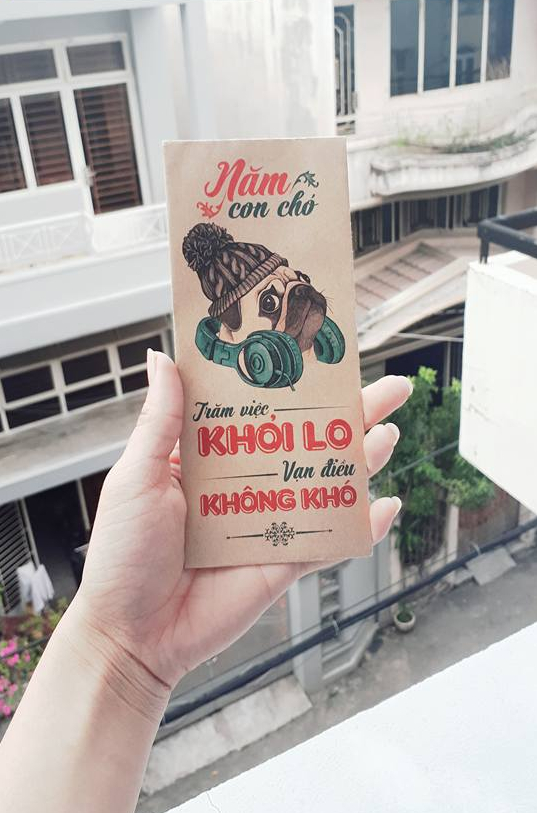 Năm
con chó
Trăm việc
KHỎI LO
Vạn điều
KHÔNG KHÓ